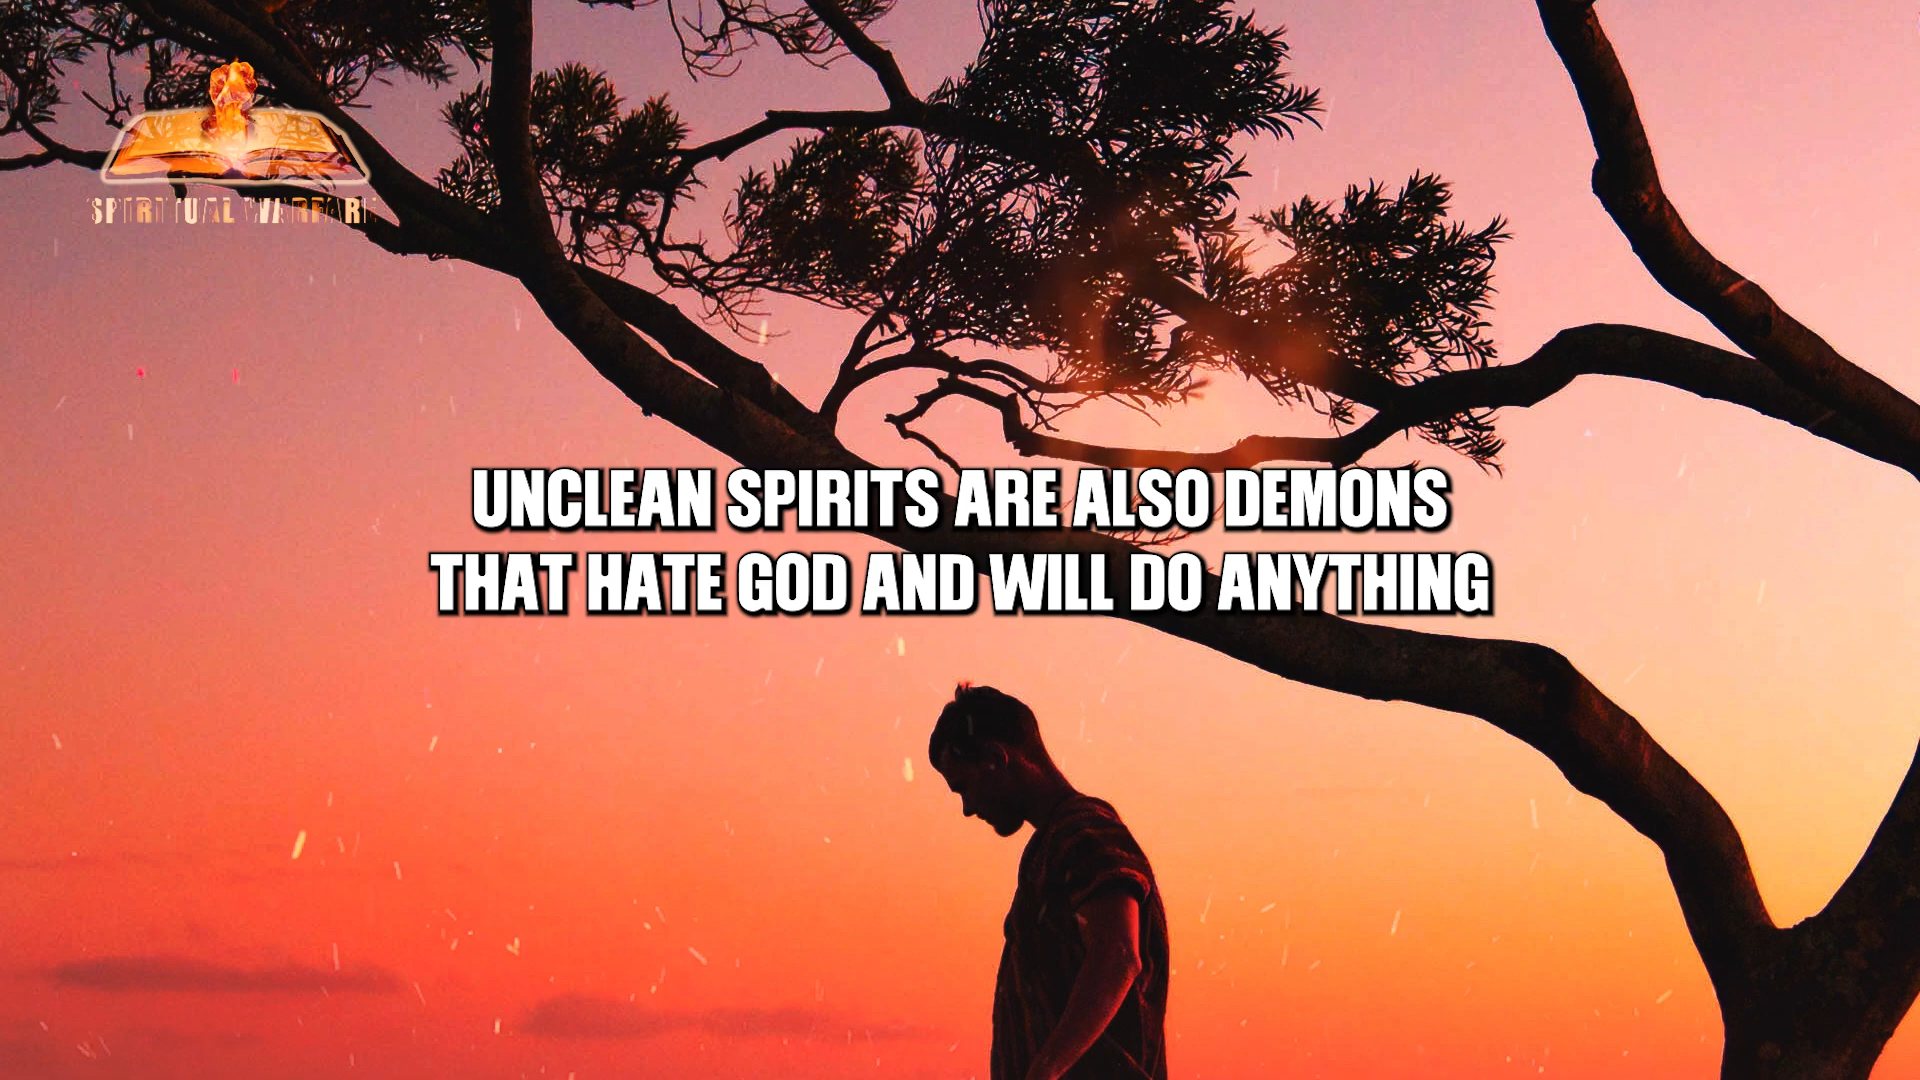 SPIRITUAL WARFARE
UNCLEAN SPIRITS ARE ALSO DEMONS
THAT HATE GOD AND WILL DO ANYTHING